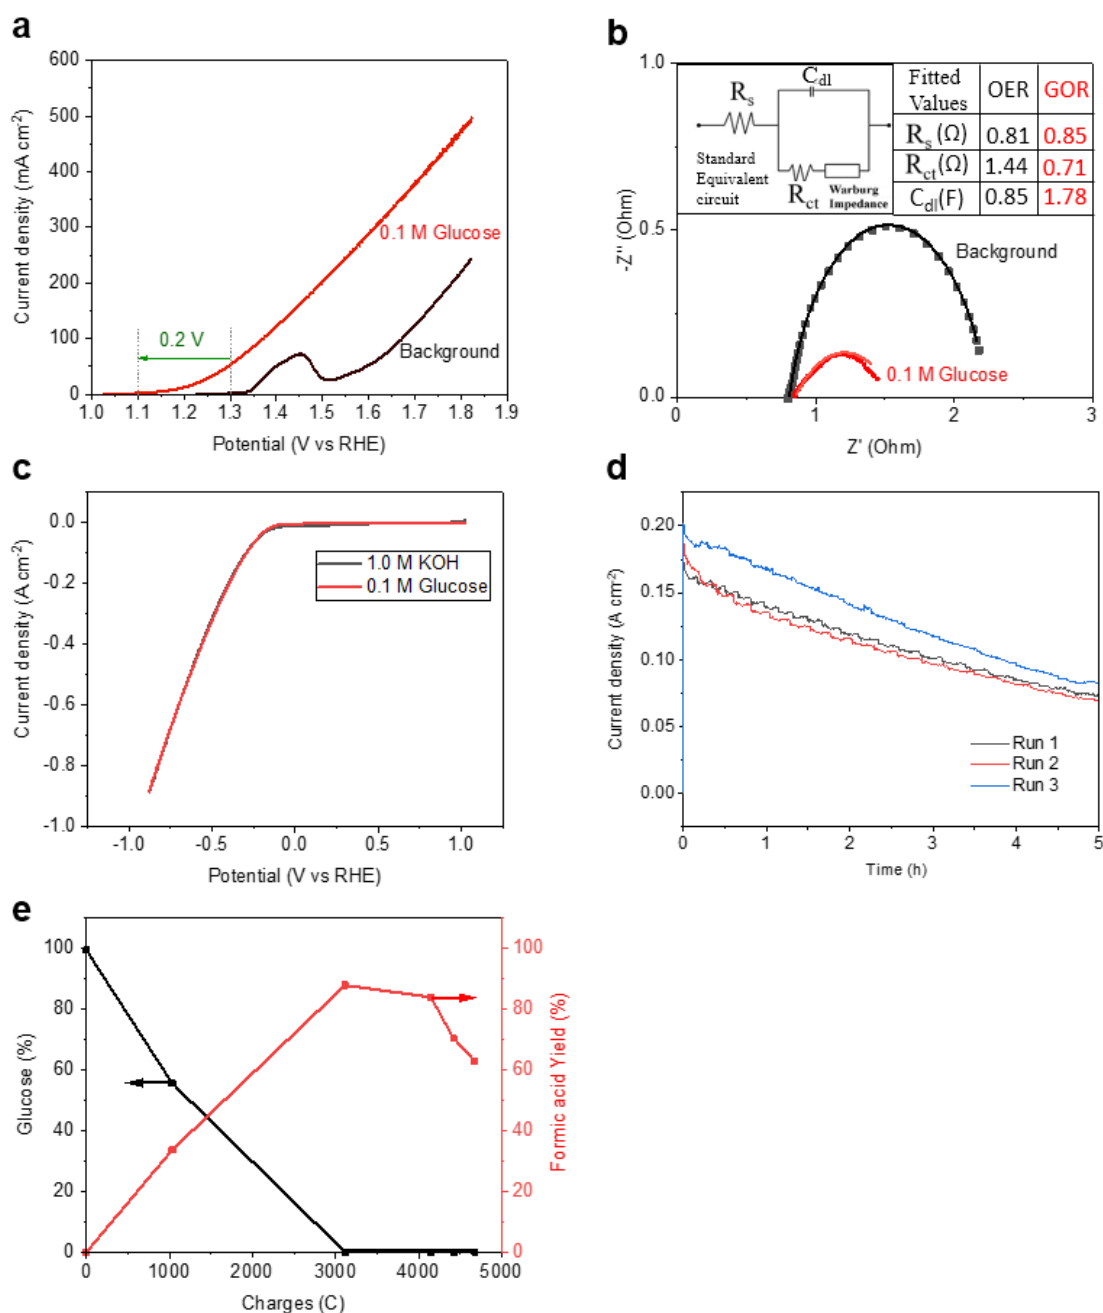 a
600
500
400
300
200
100
0
Current density (mA cm-2)
0.2 V
0.1 M Glucose
Background
1.0 1.1 1.2 1.3 1.4 1.5 1.6 1.7 1.8 1.9
Potential (V vs RHE)
b
1.0
0.5
0.0
-Z'' (Ohm)
Rs
Cdl
Rct
Standard
Equivalent
circuit
Warburg
Impedance
Fitted
Values OER GOR
Rs (Ω) 0.81 0.85
Rct(Ω) 1.44 0.71
Cdl(F) 0.85 1.78
Background
0.1 M Glucose
0 1 2 3
Z' (Ohm)
c
0.0
-0.2
-0.4
-0.6
-0.8
-1.0
Current density (A cm-2)
1.0 M KOH
0.1 M Glucose
-1.0 -0.5 0.0 0.5 1.0
Potential (V vs RHE)
d
0.20
0.15
0.10
0.05
0.00
Current density (A cm-2)
Run 1
Run 2
Run 3
0 1 2 3 4 5
Time (h)
e
100
80
60
40
20
0
Glucose (%)
100
80
60
40
20
0
Formic acid Yield (%)
0 1000 2000 3000 4000 5000
Charges (C)